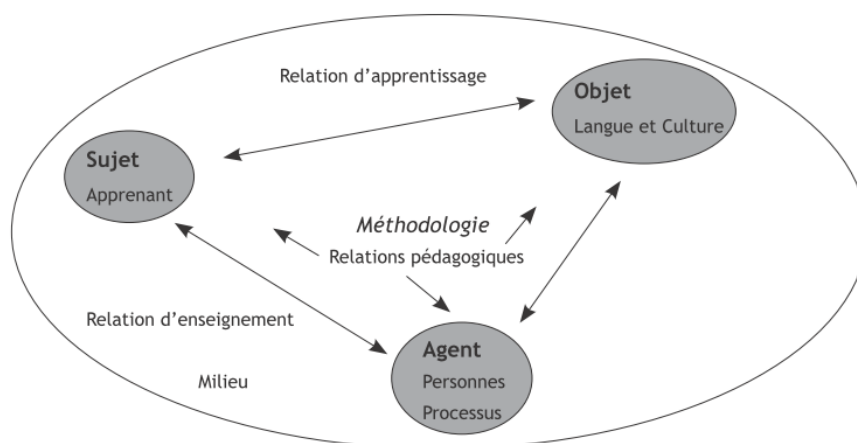 Relation d’apprentissage
Objet
Langue et Culture
Sujet
Apprenant
Méthodologie
Relations pédagogiques
Relation d’enseignement
Agent
Personnes
Processus
Milieu